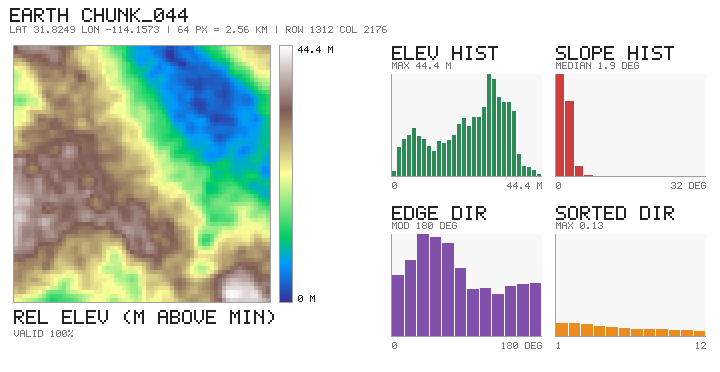 EARTH CHUNK_044
LAT 31.8249 LON -114.1573 | 64 PX = 2.56 KM | ROW 1312 COL 2176
44.4 M
0 M
REL ELEV (M ABOVE MIN)
VALID 100%
ELEV HIST
MAX 44.4 M
0 44.4 M
SLOPE HIST
MEDIAN 1.9 DEG
0 32 DEG
EDGE DIR
MOD 180 DEG
0 180 DEG
SORTED DIR
MAX 0.13
1 12